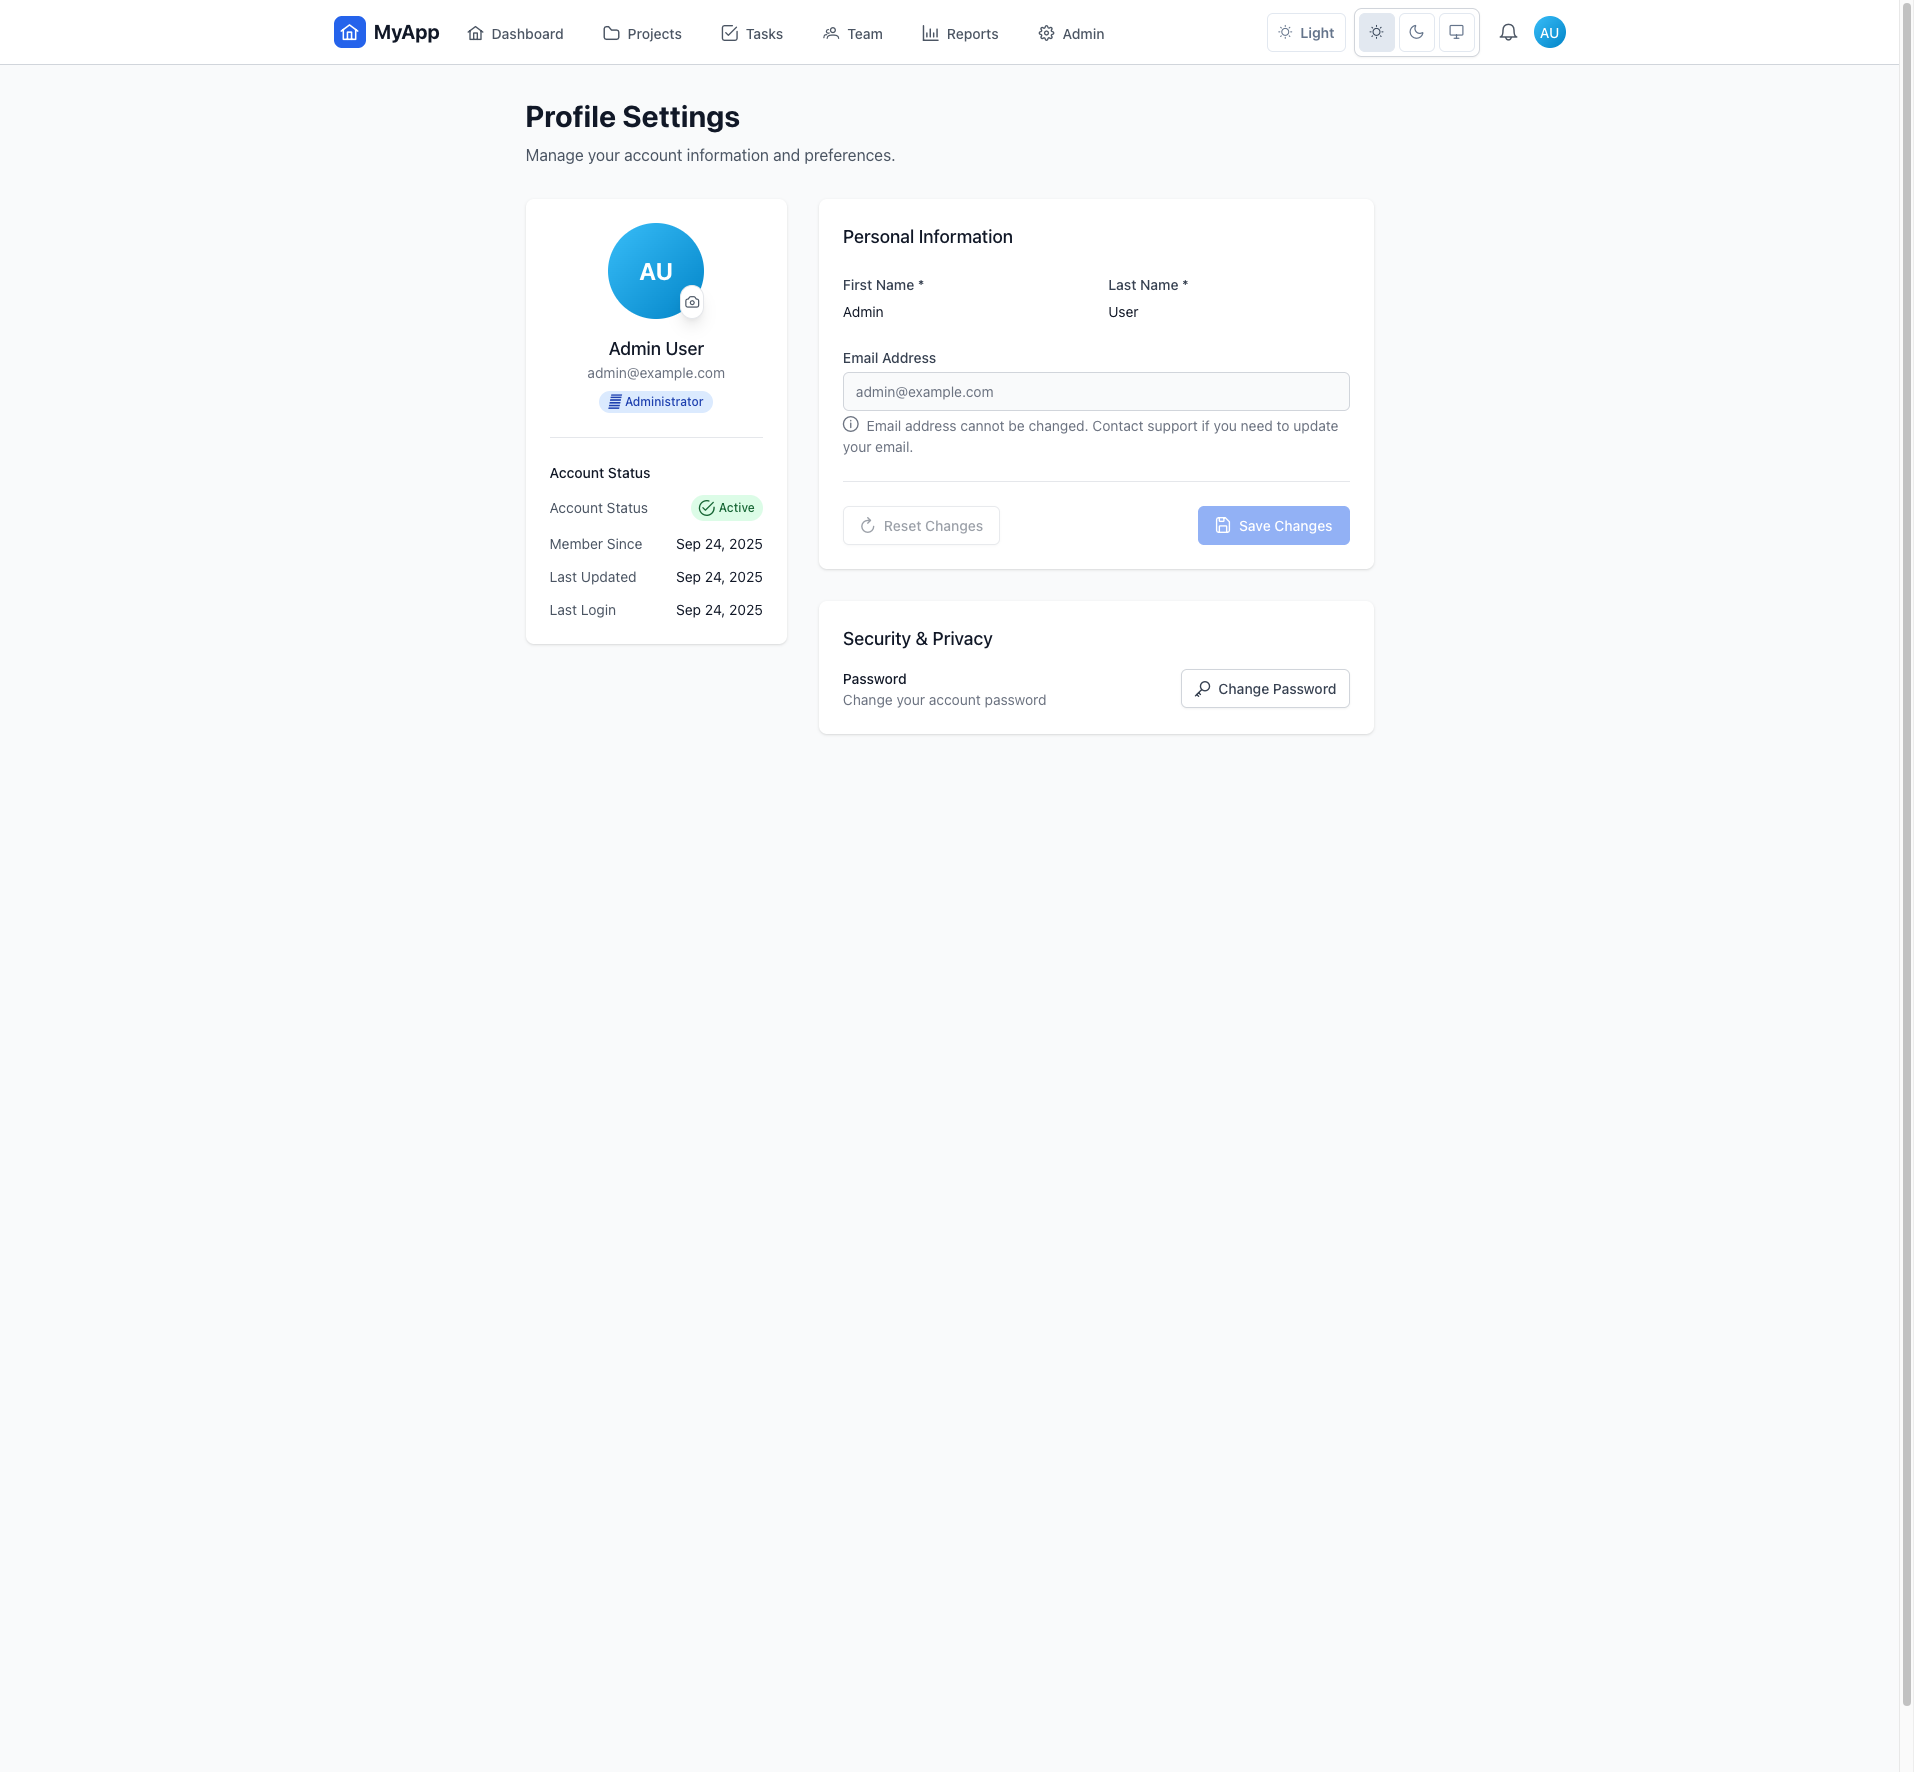 MyApp
Dashboard
Projects
Tasks
Team
Reports
Admin
Light
AU
Profile Settings
Manage your account information and preferences.
AU
Admin User
admin@example.com
Administrator
Account Status
Account Status
Active
Member Since
Sep 24, 2025
Last Updated
Sep 24, 2025
Last Login
Sep 24, 2025
Personal Information
First Name *
Admin
Last Name *
User
Email Address
admin@example.com
Email address cannot be changed. Contact support if you need to update
your email.
Reset Changes
Save Changes
Security & Privacy
Password
Change your account password
Change Password